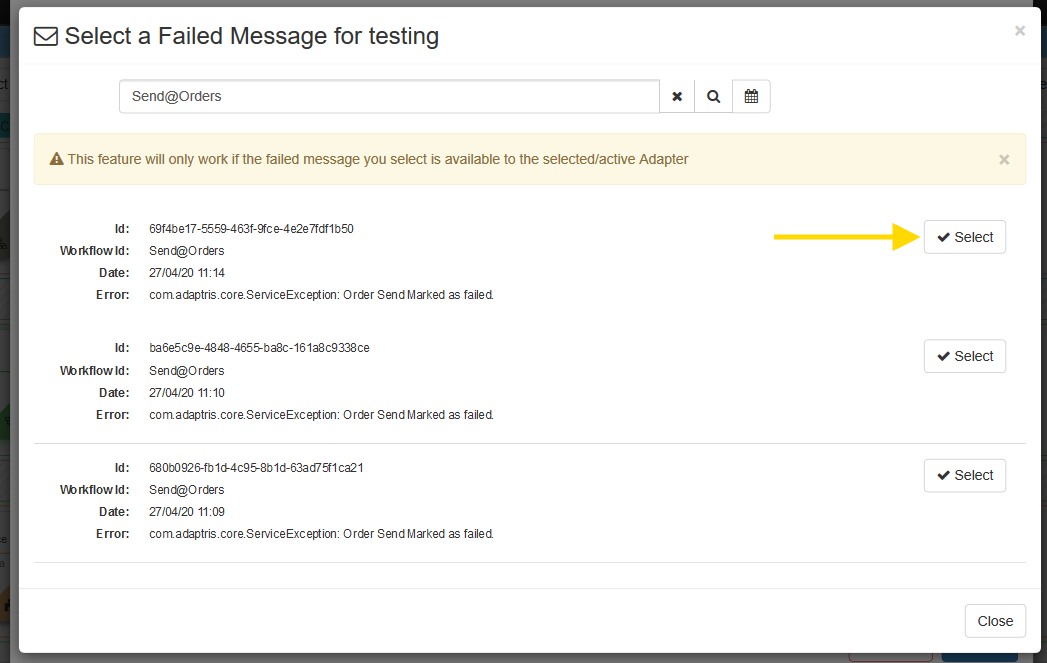 Select a Failed Message for testing
×
Send@Orders
This feature will only work if the failed message you select is available to the selected/active Adapter
×
Id: 69f4be17-5559-463f-9fce-4e2e7fdf1b50
Select
Workflow Id: Send@Orders
Date: 27/04/20 11:14
Error: com.adaptris.core.ServiceException: Order Send Marked as failed.
Id: ba6e5c9e-4848-4655-ba8c-161a8c9338ce
Select
Workflow Id: Send@Orders
Date: 27/04/20 11:10
Error: com.adaptris.core.ServiceException: Order Send Marked as failed.
Id: 680b0926-fb1d-4c95-8b1d-63ad75f1ca21
Select
Workflow Id: Send@Orders
Date: 27/04/20 11:09
Error: com.adaptris.core.ServiceException: Order Send Marked as failed.
Close